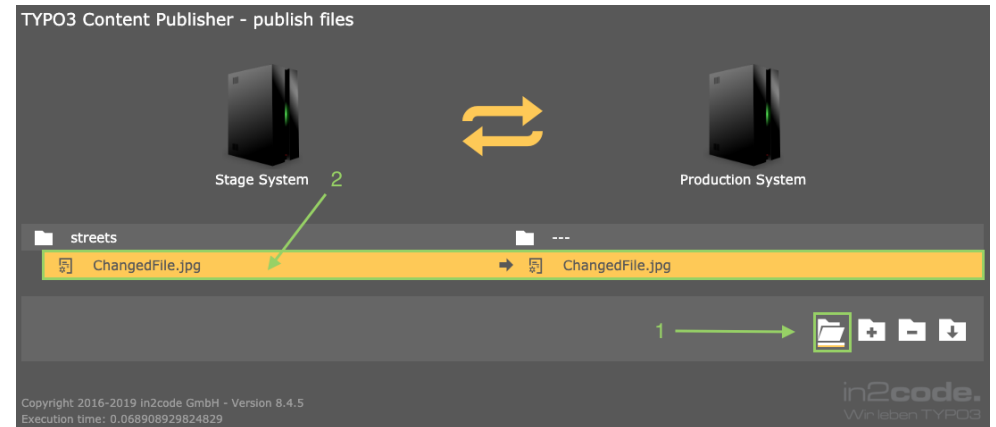 TYPO3 Content Publisher - publish files
Stage System
2
Production System
streets
---
ChangedFile.jpg
ChangedFile.jpg
1
Copyright 2016-2019 in2code GmbH - Version 8.4.5
Execution time: 0.068908929824829
in2code.
Wir leben TYPO3